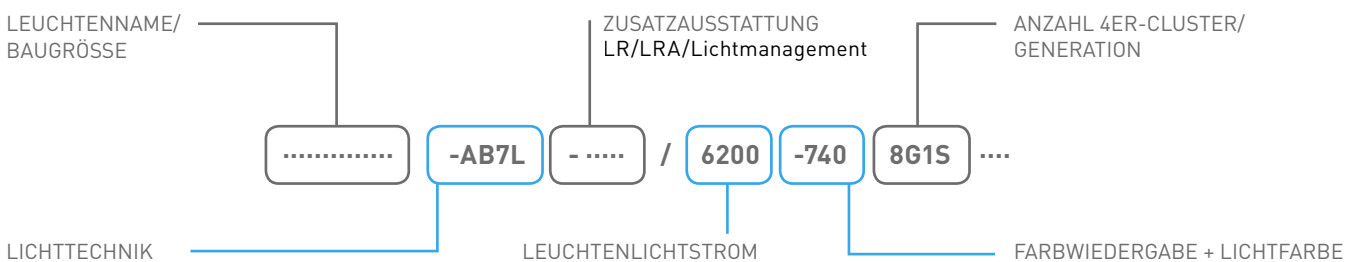 LEUCHTENNAME/
BAUGRÖSSE
ZUSATZAUSSTATTUNG
LR/LRA/Lichtmanagement
ANZAHL 4ER-CLUSTER/
GENERATION
.............. -AB7L - ..... / 6200 -740 8G1S ....
LICHTTECHNIK
LEUCHTENLICHTSTROM
FARBWIEDERGABE + LICHTFARBE